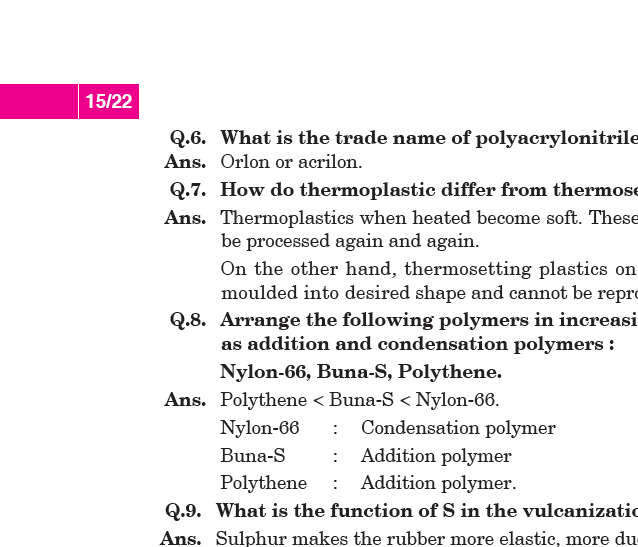 15/22
Q.6. What is the trade name of polyacrylonitrile
Ans. Orlon or acrilon.
Q.7. How do thermoplastic differ from thermose
Ans. Thermoplastics when heated become soft. These
be processed again and again.
On the other hand, thermosetting plastics on
moulded into desired shape and cannot be repro
Q.8. Arrange the following polymers in increasi
as addition and condensation polymers :
Nylon-66, Buna-S, Polythene.
Ans. Polythene < Buna-S < Nylon-66.
Nylon-66 : Condensation polymer
Buna-S : Addition polymer
Polythene : Addition polymer.
Q.9. What is the function of S in the vulcanizatio
Ans. Sulphur makes the rubber more elastic, more du